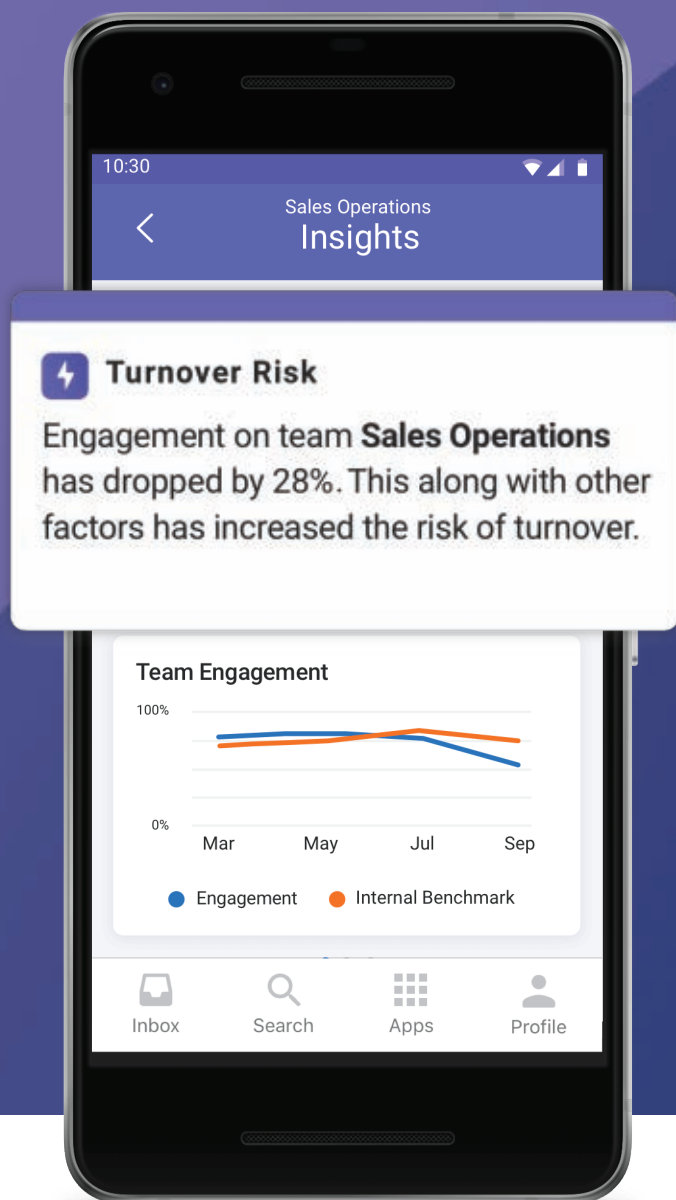 10:30
Sales Operations
Insights
Turnover Risk
Engagement on team Sales Operations
has dropped by 28%. This along with other
factors has increased the risk of turnover.
Team Engagement
100%
0%
Mar May Jul Sep
Engagement Internal Benchmark
Inbox Search Apps Profile